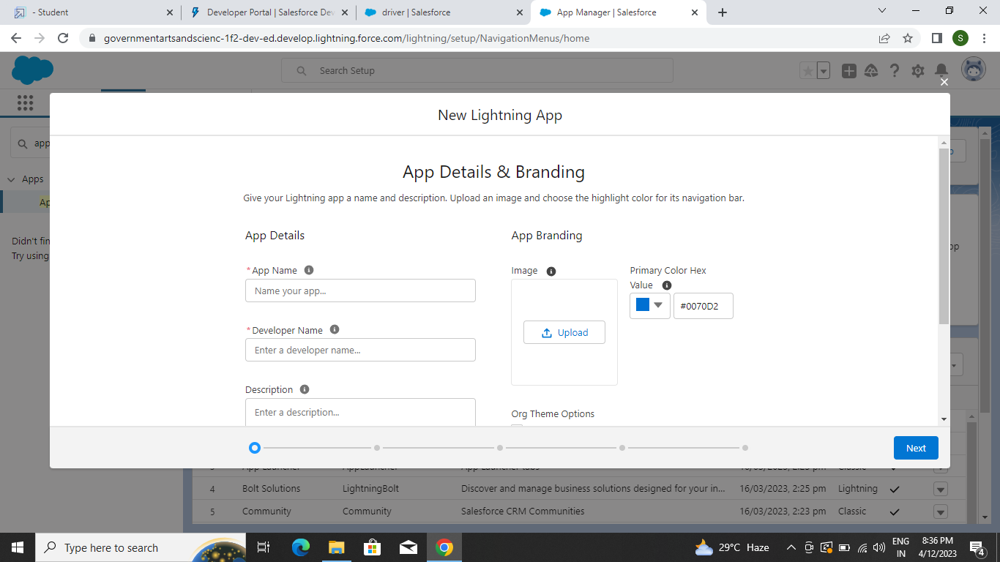 - Student
Developer Portal | Salesforce Dev
driver | Salesforce
App Manager | Salesforce
governmentartsandscienc-1f2-dev-ed.develop.lightning.force.com/lightning/setup/NavigationMenus/home
S
Search Setup
New Lightning App
app
Apps
Ap
Didn't fin
Try using
App Details & Branding
Give your Lightning app a name and description. Upload an image and choose the highlight color for its navigation bar.
App Details
App Branding
* App Name
Name your app...
Image
Primary Color Hex
Value
#0070D2
Upload
* Developer Name
Enter a developer name...
Description
Enter a description...
Org Theme Options
op
Next
4 Bolt Solutions LightningBolt Discover and manage business solutions designed for your in... 16/03/2023, 2:25 pm Lightning
5 Community Community Salesforce CRM Communities 16/03/2023, 2:23 pm Classic
Type here to search
29°C Haze
ENG
IN
8:36 PM
4/12/2023
4